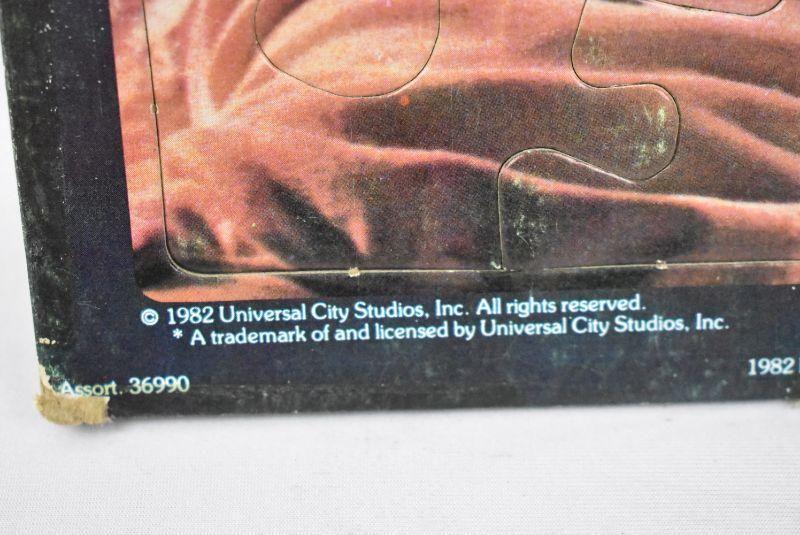 © 1982 Universal City Studios, Inc. All rights reserved.
* A trademark of and licensed by Universal City Studios, Inc.
1982
Assort. 36990